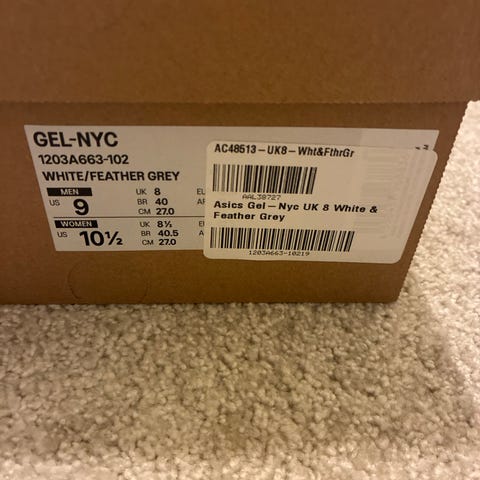 GEL-NYC
1203A663-102
WHITE/FEATHER GREY
MEN
US 9
UK 8
BR 40
CM 27.0
WOMEN
US 10½
UK 8½
BR 40.5
CM 27.0
AC48513-UK8-Wht&FthrGr
AAL38727
Asics Gel - Nyc UK 8 White &
Feather Grey
1203A663-10219